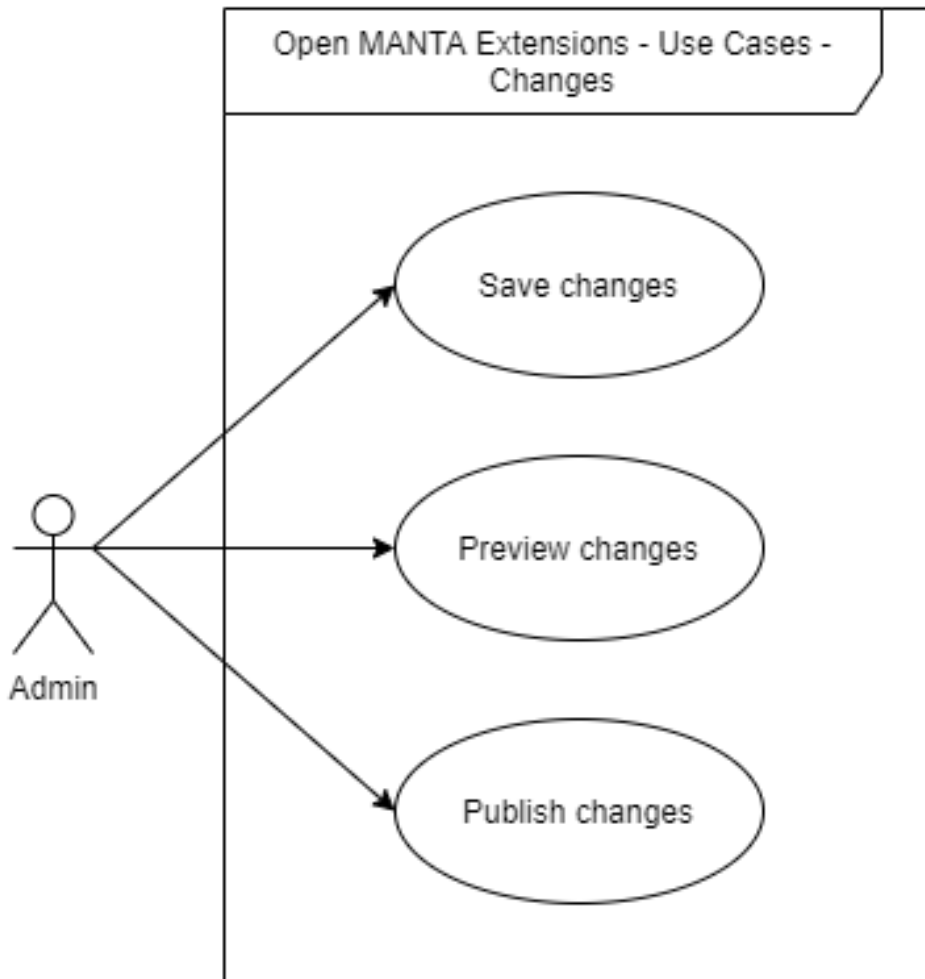 Open MANTA Extensions - Use Cases -
Changes
Save changes
Preview changes
Admin
Publish changes